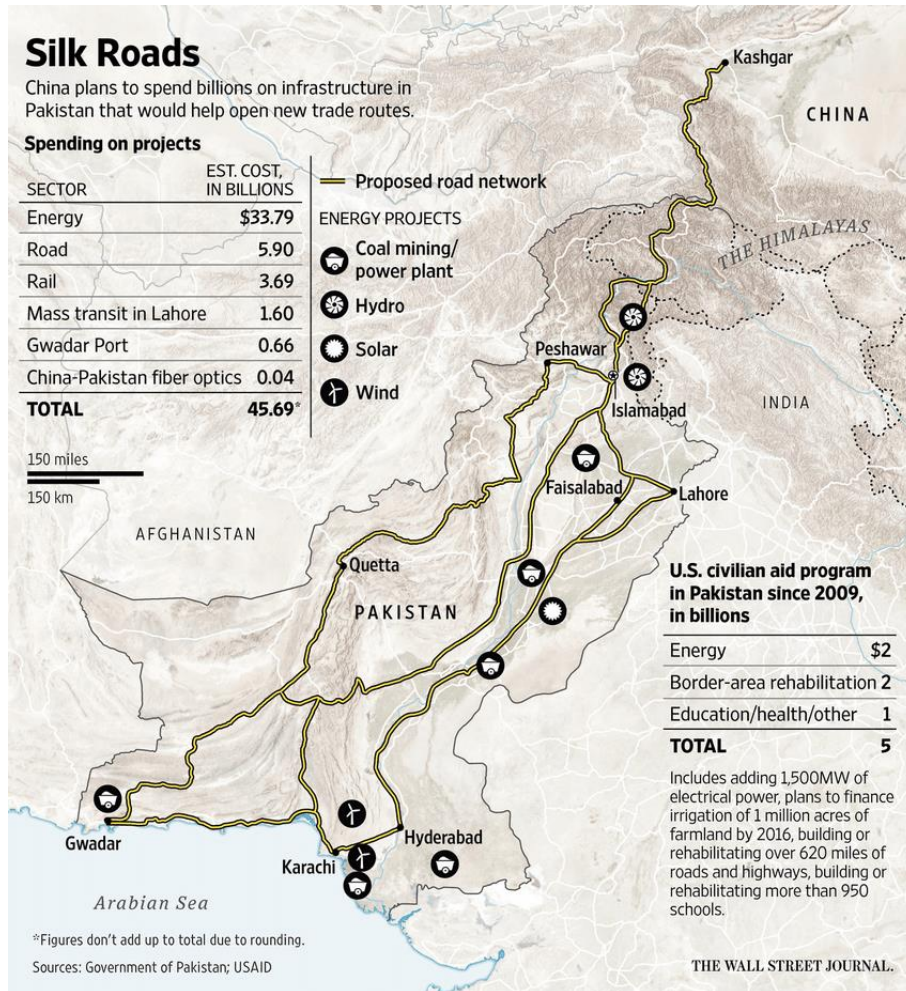 Silk Roads
China plans to spend billions on infrastructure in
Pakistan that would help open new trade routes.
Spending on projects
SECTOR EST. COST, IN BILLIONS
Energy $33.79
Road 5.90
Rail 3.69
Mass transit in Lahore 1.60
Gwadar Port 0.66
China-Pakistan fiber optics 0.04
TOTAL 45.69*
150 miles
150 km
Proposed road network
ENERGY PROJECTS
Coal mining/
power plant
Hydro
Solar
Wind
Kashgar
CHINA
THE HIMALAYAS
Peshawar
Islamabad
INDIA
Faisalabad
Lahore
AFGHANISTAN
Quetta
PAKISTAN
Gwadar
Karachi
Hyderabad
Arabian Sea
U.S. civilian aid program
in Pakistan since 2009,
in billions
Energy $2
Border-area rehabilitation 2
Education/health/other 1
TOTAL 5
Includes adding 1,500MW of
electrical power, plans to finance
irrigation of 1 million acres of
farmland by 2016, building or
rehabilitating over 620 miles of
roads and highways, building or
rehabilitating more than 950
schools.
*Figures don't add up to total due to rounding.
Sources: Government of Pakistan; USAID
THE WALL STREET JOURNAL.